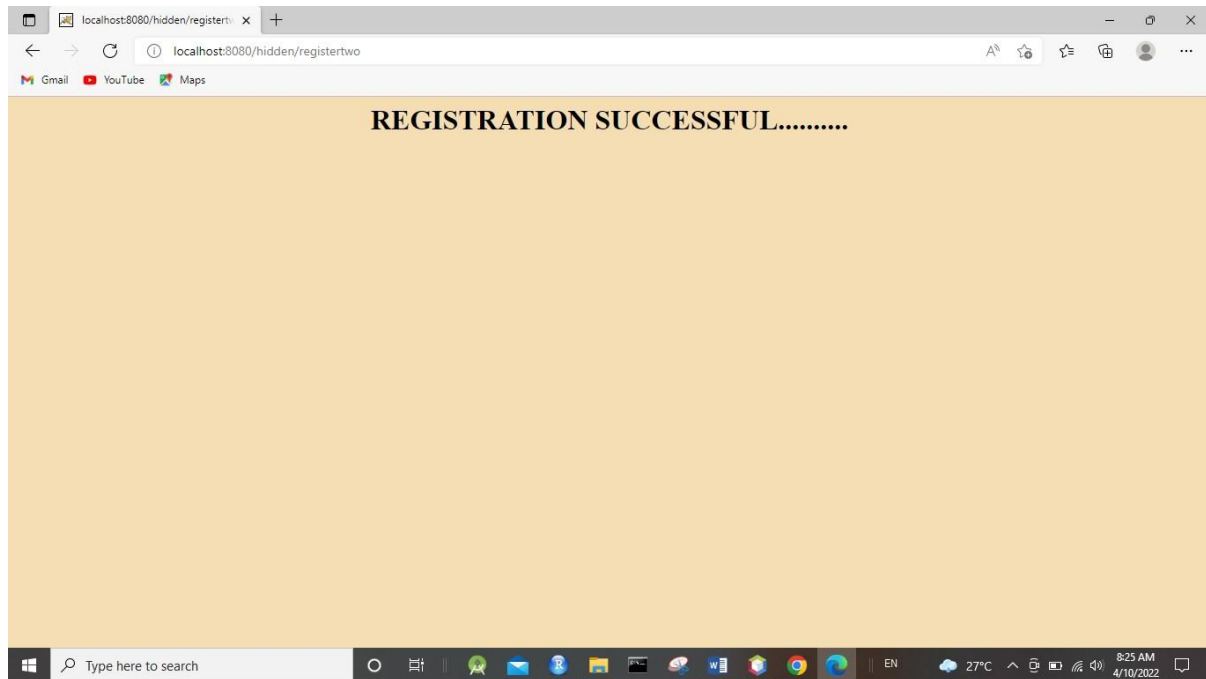 localhost:8080/hidden/registertw
localhost:8080/hidden/registertwo
Gmail YouTube Maps
REGISTRATION SUCCESSFUL..........
Type here to search
EN
27°C
8:25 AM
4/10/2022